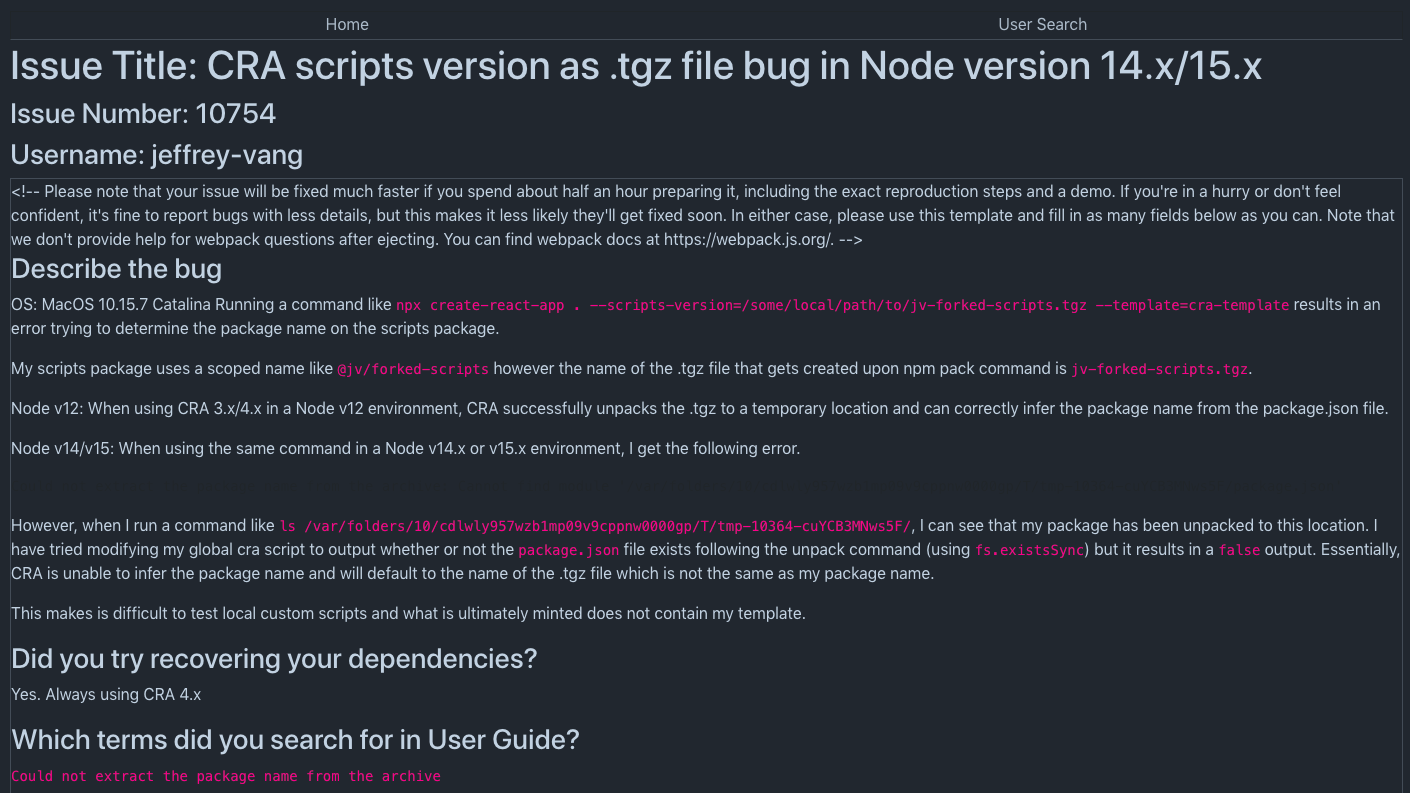 Home
User Search
Issue Title: CRA scripts version as .tgz file bug in Node version 14.x/15.x
Issue Number: 10754
Username: jeffrey-vang
<!-- Please note that your issue will be fixed much faster if you spend about half an hour preparing it, including the exact reproduction steps and a demo. If you're in a hurry or don't feel
confident, it's fine to report bugs with less details, but this makes it less likely they'll get fixed soon. In either case, please use this template and fill in as many fields below as you can. Note that
we don't provide help for webpack questions after ejecting. You can find webpack docs at https://webpack.js.org/. -->
Describe the bug
OS: MacOS 10.15.7 Catalina Running a command like npx create-react-app . --scripts-version=/some/local/path/to/jv-forked-scripts.tgz --template=cra-template results in an
error trying to determine the package name on the scripts package.
My scripts package uses a scoped name like @jv/forked-scripts however the name of the .tgz file that gets created upon npm pack command is jv-forked-scripts.tgz.
Node v12: When using CRA 3.x/4.x in a Node v12 environment, CRA successfully unpacks the .tgz to a temporary location and can correctly infer the package name from the package.json file.
Node v14/v15: When using the same command in a Node v14.x or v15.x environment, I get the following error.
However, when I run a command like ls /var/folders/10/cdlwly957wzb1mp09v9cppnw0000gp/T/tmp-10364-cuYCB3MNws5F/, I can see that my package has been unpacked to this location. I
have tried modifying my global cra script to output whether or not the package.json file exists following the unpack command (using fs.existsSync) but it results in a false output. Essentially,
CRA is unable to infer the package name and will default to the name of the .tgz file which is not the same as my package name.
This makes is difficult to test local custom scripts and what is ultimately minted does not contain my template.
Did you try recovering your dependencies?
Yes. Always using CRA 4.x
Which terms did you search for in User Guide?
Could not extract the package name from the archive